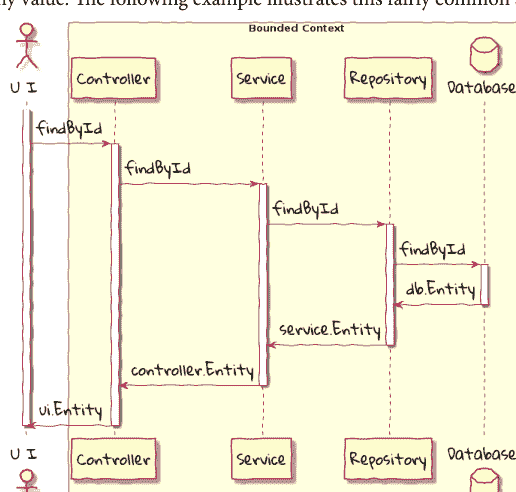 ny value. The following example illustrates this fairly common
Bounded Context
UI
Controller
Service
Repository
Database
findById
findById
findById
findById
db.Entity
service.Entity
controller.Entity
ui.Entity
UI
Controller
Service
Repository
Database